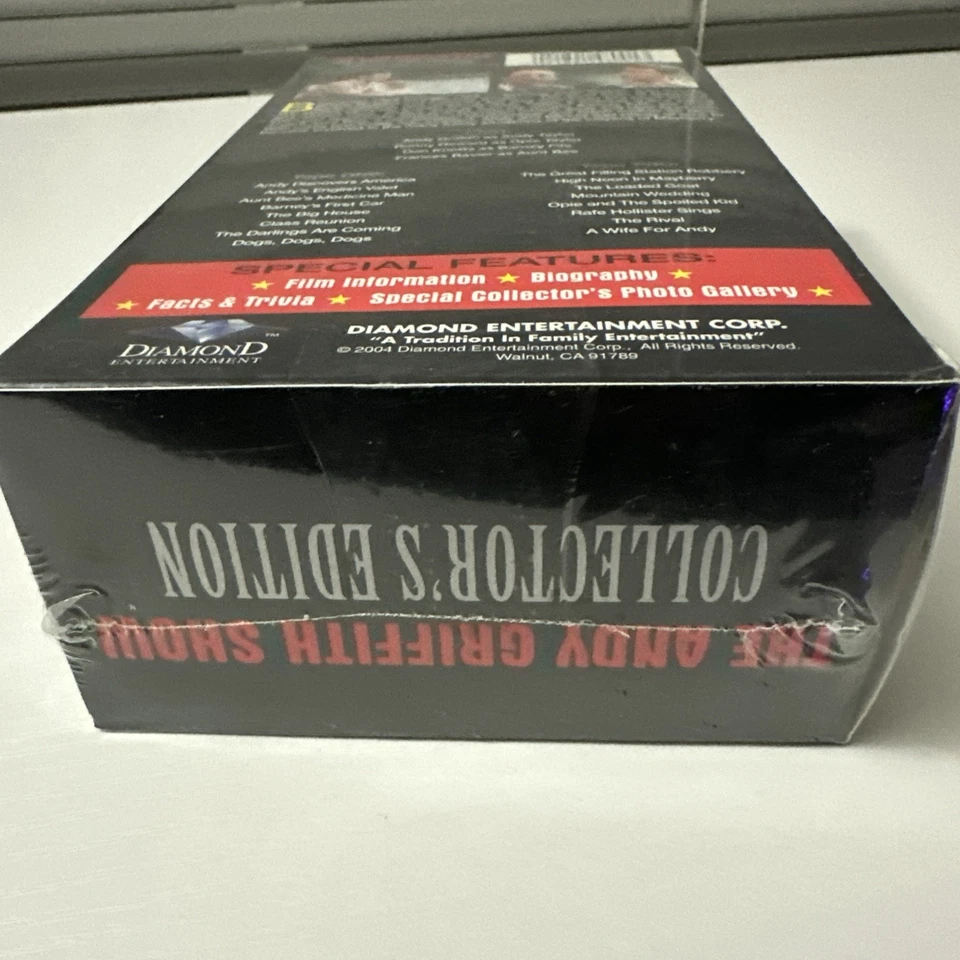 Andy Griffith as Andy Taylor
Ronny Howard as Opie Taylor
Don Knotts as Barney Fife
Frances Bavier as Aunt Bee
Andy Discovers America
Andy's English Valet
Aunt Bee's Medicine Man
Barney's First Car
The Big House
Class Reunion
The Darlings Are Coming
Dogs, Dogs, Dogs
The Great Filling Station Robbery
High Noon In Mayberry
The Loaded Goat
Mountain Wedding
Opie and The Spoiled Kid
Rafe Hollister Sings
The Rival
A Wife For Andy
SPECIAL FEATURES:
★ Film Information ★ Biography ★
★ Facts & Trivia ★ Special Collector's Photo Gallery ★
DIAMOND ™
ENTERTAINMENT
DIAMOND ENTERTAINMENT CORP.
"A Tradition In Family Entertainment"
© 2004 Diamond Entertainment Corp., All Rights Reserved.
Walnut, CA 91789
THE ANDY GRIFFITH SHOW
COLLECTOR'S EDITION